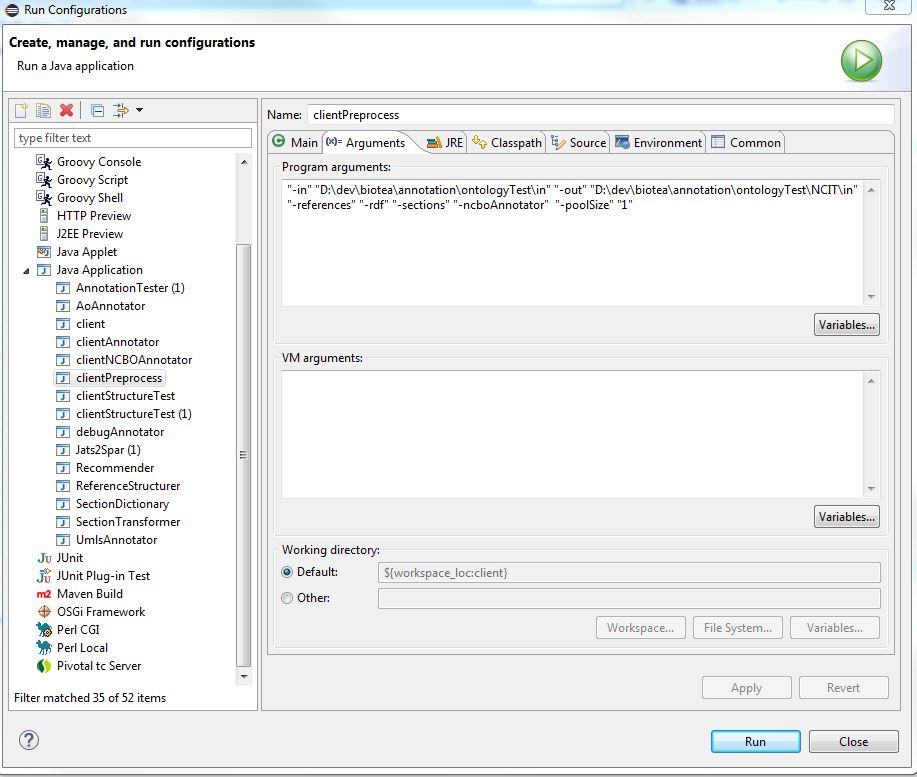 Run Configurations
Create, manage, and run configurations
Run a Java application
type filter text
Groovy Console
Groovy Script
Groovy Shell
HTTP Preview
J2EE Preview
Java Applet
Java Application
AnnotationTester (1)
AoAnnotator
client
clientAnnotator
clientNCBOAnnotator
clientPreprocess
clientStructureTest
clientStructureTest (1)
debugAnnotator
Jats2Spar (1)
Recommender
ReferenceStructurer
SectionDictionary
SectionTransformer
UmlsAnnotator
JUnit
JUnit Plug-in Test
Maven Build
OSGi Framework
Perl CGI
Perl Local
Pivotal tc Server
Filter matched 35 of 52 items
Name: clientPreprocess
Main (x)= Arguments JRE Classpath Source Environment Common
Program arguments:
"-in" "D:\dev\biotea\annotation\ontologyTest\in" "-out" "D:\dev\biotea\annotation\ontologyTest\NCIT\in"
"-references" "-rdf" "-sections" "-ncboAnnotator"  "-poolSize" "1"
Variables...
VM arguments:
Variables...
Working directory:
Default: ${workspace_loc:client}
Other:
Workspace... File System... Variables...
Apply Revert
Run Close